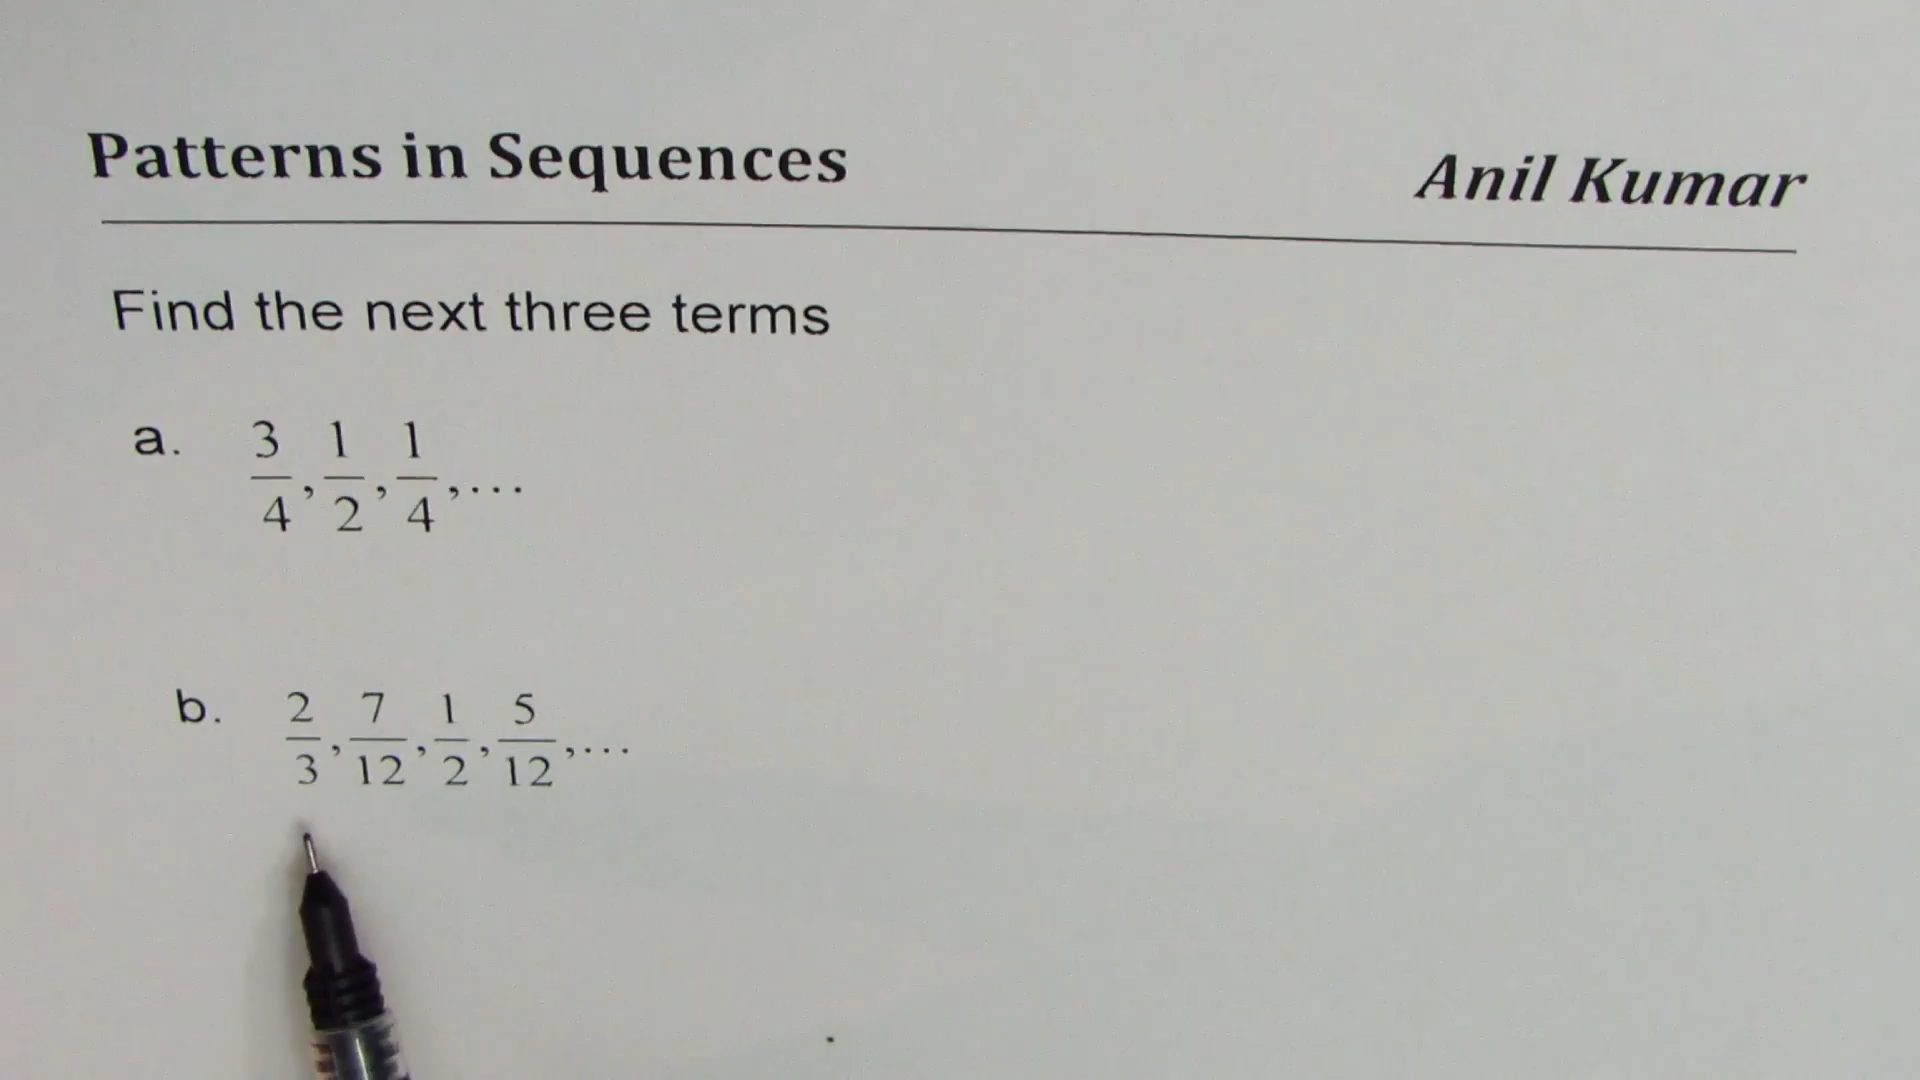 Patterns in Sequences
Anil Kumar
Find the next three terms
a. 3/4, 1/2, 1/4, ...
b. 2/3, 7/12, 1/2, 5/12, ...